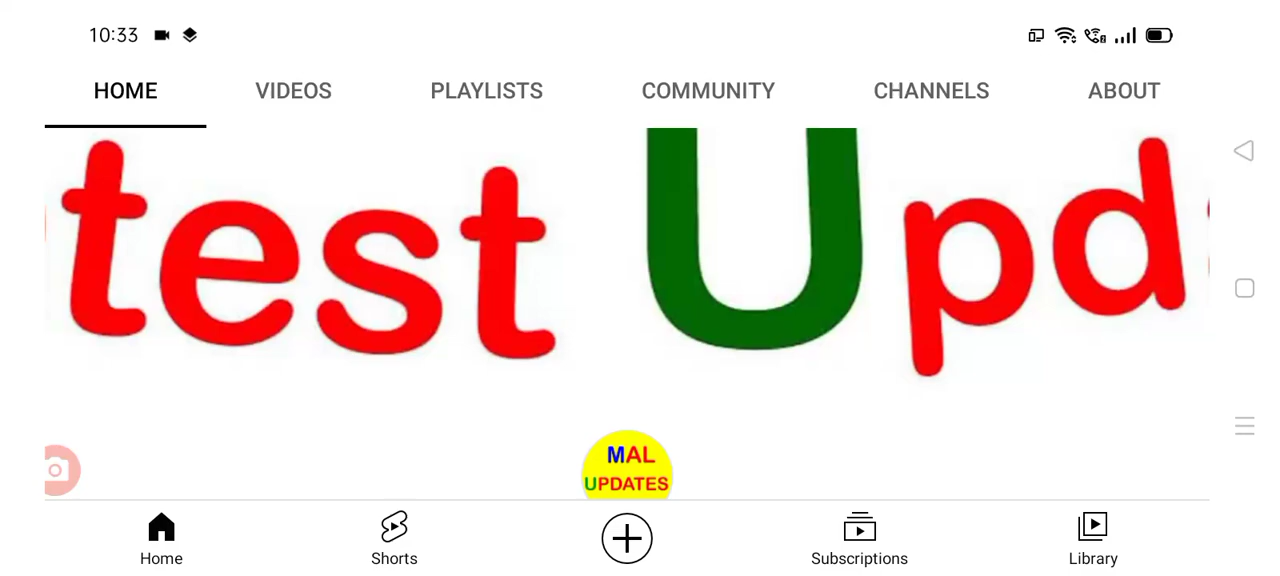 10:33
HOME VIDEOS PLAYLISTS COMMUNITY CHANNELS ABOUT
test Upd
MAL
UPDATES
Home Shorts Subscriptions Library